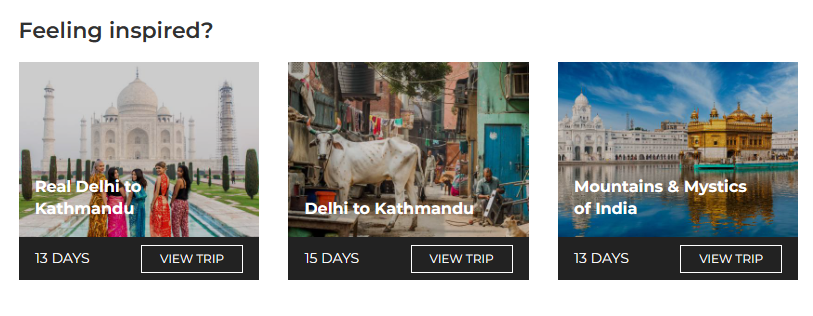 Feeling inspired?
Real Delhi to
Kathmandu
13 DAYS
VIEW TRIP
Delhi to Kathmandu
15 DAYS
VIEW TRIP
Mountains & Mystics
of India
13 DAYS
VIEW TRIP